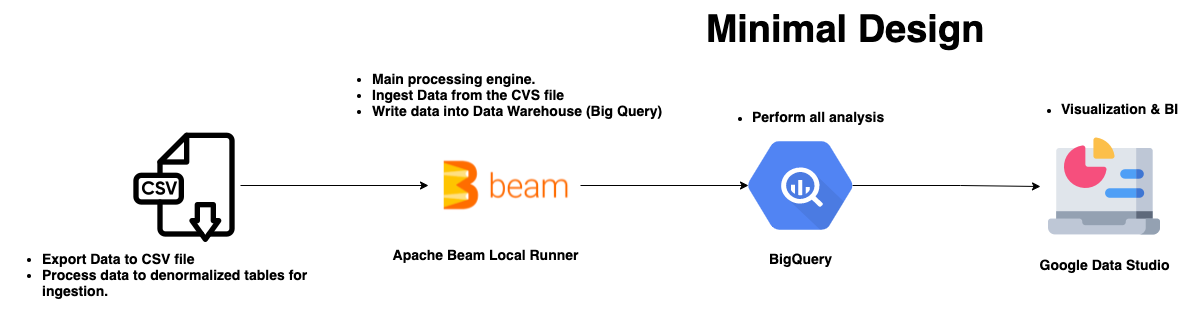 Minimal Design
• Main processing engine.
• Ingest Data from the CVS file
• Write data into Data Warehouse (Big Query)
• Perform all analysis
• Visualization & BI
CSV
beam
Apache Beam Local Runner
BigQuery
Google Data Studio
• Export Data to CSV file
• Process data to denormalized tables for
ingestion.